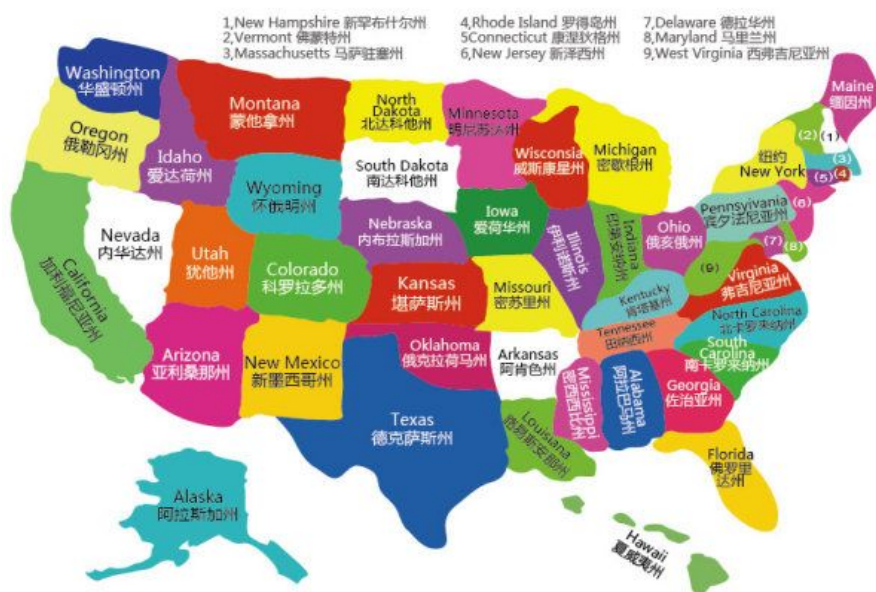 1,New Hampshire 新罕布什尔州
2,Vermont 佛蒙特州
3,Massachusetts 马萨驻塞州
4,Rhode Island 罗得岛州
5Connecticut 康涅狄格州
6,New Jersey 新泽西州
7,Delaware 德拉华州
8,Maryland 马里兰州
9,West Virginia 西弗吉尼亚州
Washington
华盛顿州
Oregon
俄勒冈州
California
加利福尼亚州
Nevada
内华达州
Idaho
爱达荷州
Montana
蒙他拿州
Wyoming
怀俄明州
Utah
犹他州
Colorado
科罗拉多州
Arizona
亚利桑那州
New Mexico
新墨西哥州
North
Dakota
北达科他州
South Dakota
南达科他州
Nebraska
内布拉斯加州
Kansas
堪萨斯州
Oklahoma
俄克拉荷马州
Texas
德克萨斯州
Minnesota
明尼苏达州
Iowa
爱荷华州
Missouri
密苏里州
Arkansas
阿肯色州
Louisiana
路易斯安那州
Wisconsia
威斯康星州
Illinois
伊利诺斯州
Michigan
密歇根州
Indiana
印第安纳州
Ohio
俄亥俄州
Kentucky
肯塔基州
Tennessee
田纳西州
Mississippi
密西西比州
Alabama
阿拉巴马州
Georgia
佐治亚州
Florida
佛罗里
达州
South
Carolina
南卡罗来纳州
North Carolina
北卡罗来纳州
Virginia
弗吉尼亚州
(9)
Pennsyivania
宾夕法尼亚州
纽约
New York
Maine
缅因州
(2)
(1)
(3)
(5)
(4)
(6)
(7)
(8)
Alaska
阿拉斯加州
Hawaii
夏威夷州